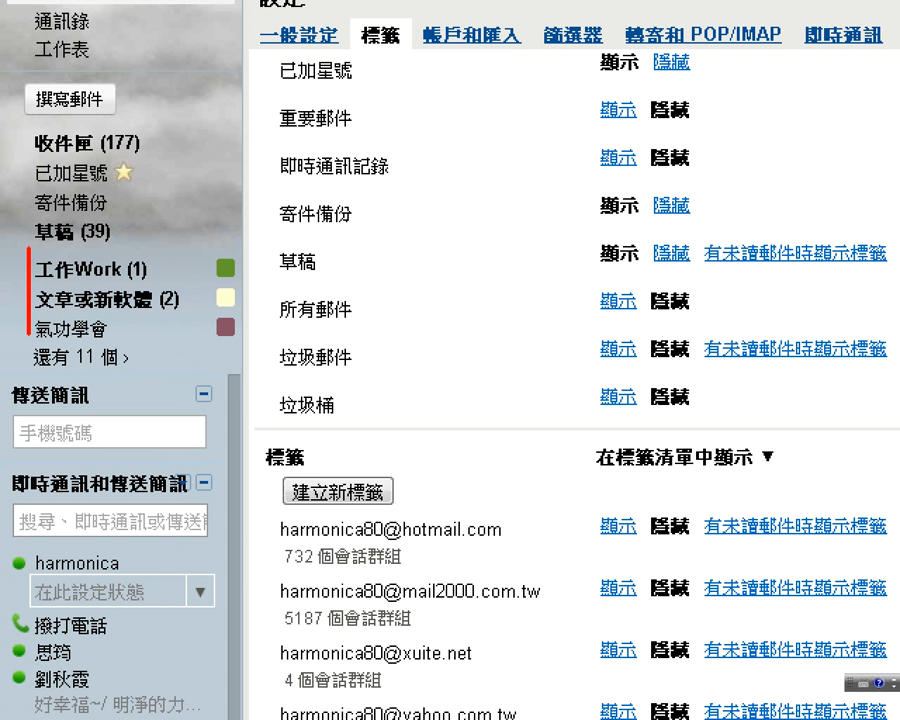 通訊錄
工作表
撰寫郵件
收件匣 (177)
已加星號
寄件備份
草稿 (39)
工作Work (1)
文章或新軟體 (2)
氣功學會
還有 11 個 ›
傳送簡訊
手機號碼
即時通訊和傳送簡訊
搜尋、即時通訊或傳送簡
harmonica
在此設定狀態
撥打電話
思筠
劉秋霞
好幸福~/ 明淨的力...
設定
一般設定 標籤 帳戶和匯入 篩選器 轉寄和 POP/IMAP 即時通訊
已加星號 顯示 隱藏
重要郵件 顯示 隱藏
即時通訊記錄 顯示 隱藏
寄件備份 顯示 隱藏
草稿 顯示 隱藏 有未讀郵件時顯示標籤
所有郵件 顯示 隱藏
垃圾郵件 顯示 隱藏 有未讀郵件時顯示標籤
垃圾桶 顯示 隱藏
標籤 在標籤清單中顯示 ▼
建立新標籤
harmonica80@hotmail.com 顯示 隱藏 有未讀郵件時顯示標籤
732 個會話群組
harmonica80@mail2000.com.tw 顯示 隱藏 有未讀郵件時顯示標籤
5187 個會話群組
harmonica80@xuite.net 顯示 隱藏 有未讀郵件時顯示標籤
4 個會話群組
harmonica80@yahoo.com.tw 顯示 隱藏 有未讀郵件時顯示標籤